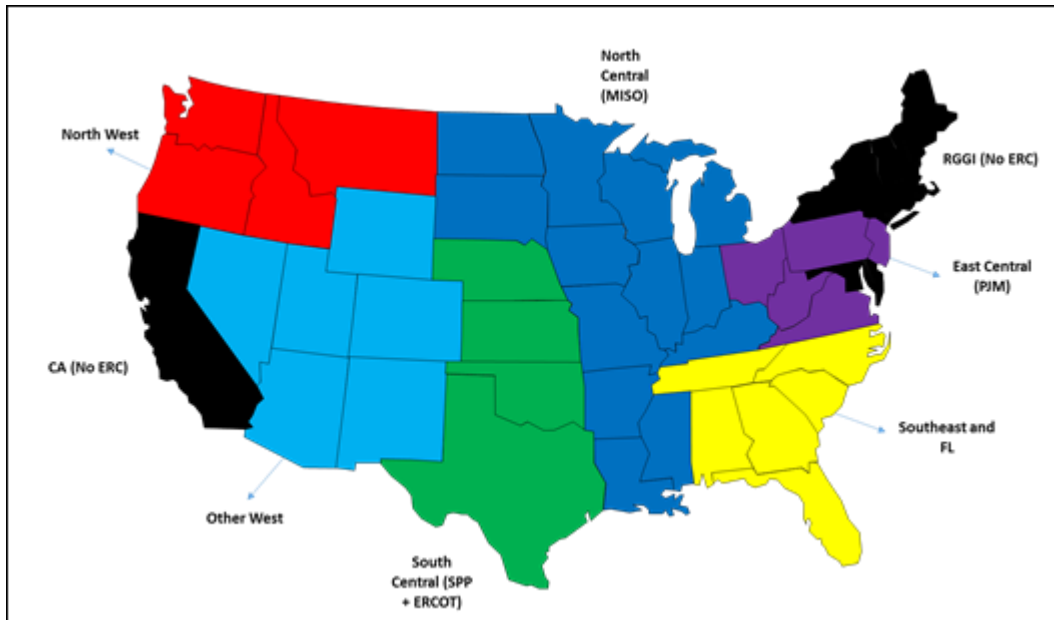 North
Central
(MISO)
North West
RGGI (No ERC)
East Central
(PJM)
CA (No ERC)
Southeast and
FL
Other West
South
Central (SPP
+ ERCOT)